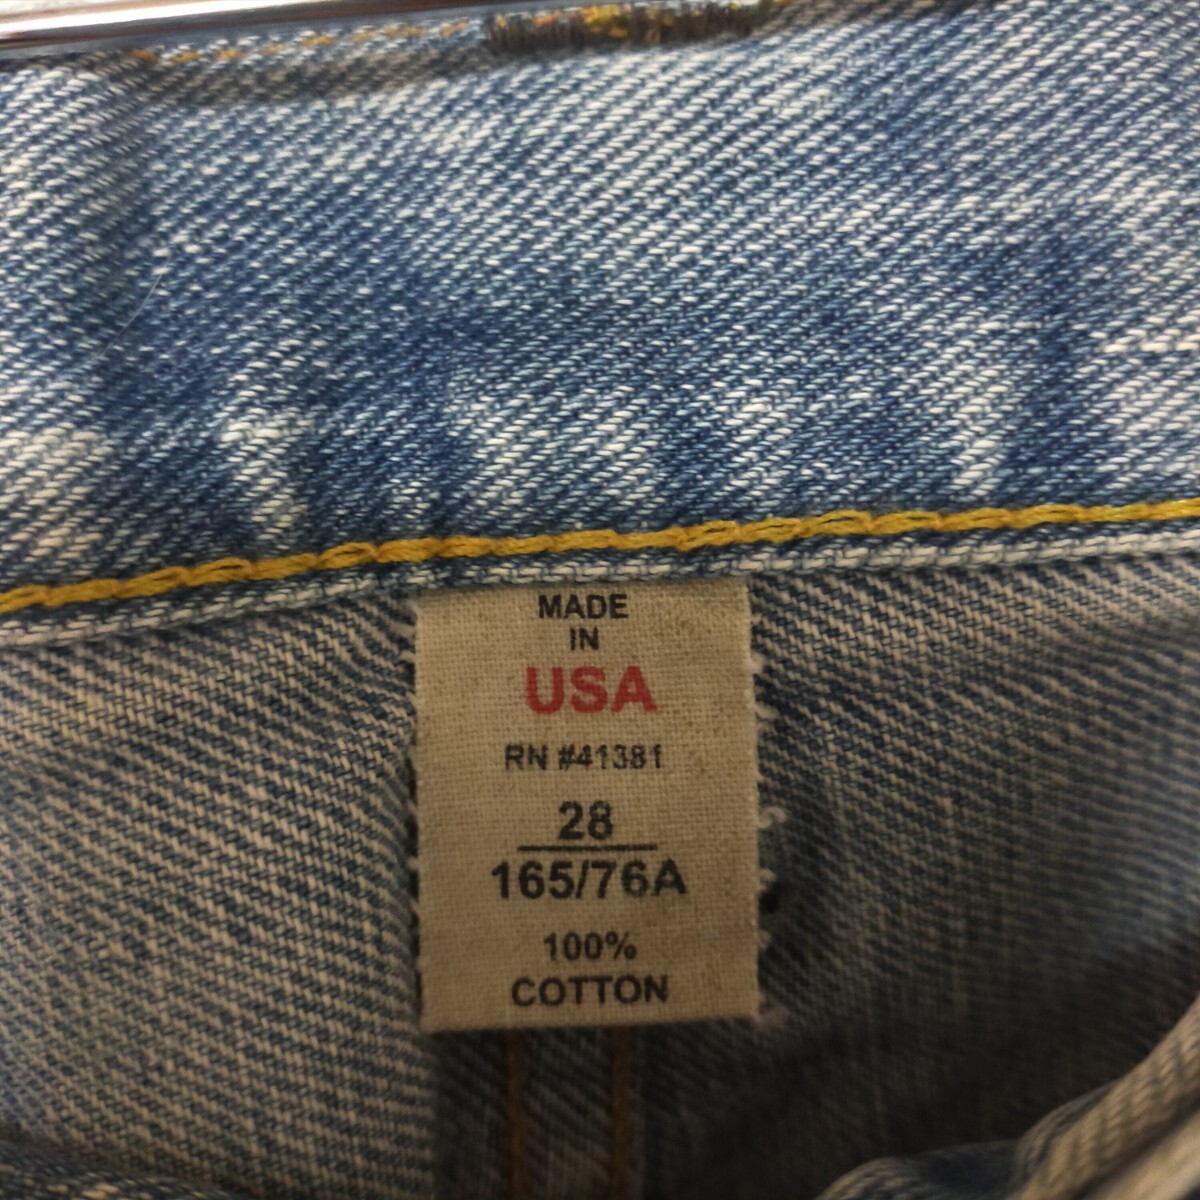 MADE
IN
USA
RN #41381
28
165/76A
100%
COTTON